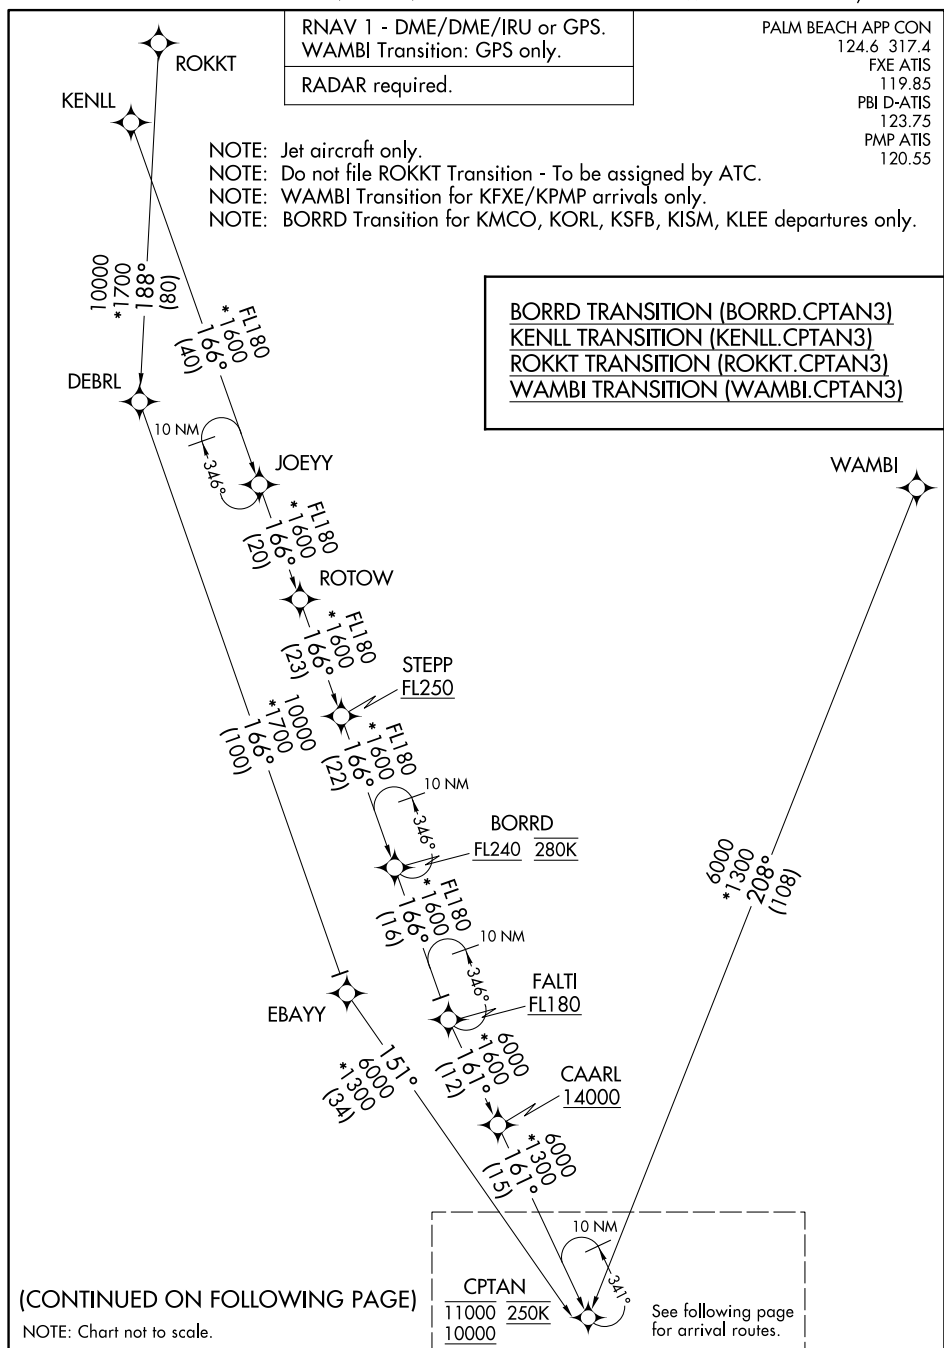 RNAV 1 - DME/DME/IRU or GPS.
WAMBI Transition: GPS only.
RADAR required.
PALM BEACH APP CON
124.6 317.4
FXE ATIS
119.85
PBI D-ATIS
123.75
PMP ATIS
120.55
ROKKT
KENLL
NOTE: Jet aircraft only.
NOTE: Do not file ROKKT Transition - To be assigned by ATC.
NOTE: WAMBI Transition for KFXE/KPMP arrivals only.
NOTE: BORRD Transition for KMCO, KORL, KSFB, KISM, KLEE departures only.
BORRD TRANSITION (BORRD.CPTAN3)
KENLL TRANSITION (KENLL.CPTAN3)
ROKKT TRANSITION (ROKKT.CPTAN3)
WAMBI TRANSITION (WAMBI.CPTAN3)
10000
*1700
188°
(80)
FL180
*1600
166°
(40)
DEBRL
10 NM
346°
JOEYY
WAMBI
FL180
*1600
166°
(20)
ROTOW
FL180
*1600
166°
(23)
STEPP
FL250
10000
*1700
166°
(100)
FL180
*1600
166°
(22)
10 NM
346°
BORRD
FL240 280K
6000
*1300
208°
(108)
FL180
*1600
166°
(16)
10 NM
346°
FALTI
FL180
EBAYY
151°
6000
*1300
(34)
6000
*1600
161°
(12)
CAARL
14000
6000
*1300
161°
(15)
10 NM
341°
CPTAN
11000 250K
10000
See following page
for arrival routes.
(CONTINUED ON FOLLOWING PAGE)
NOTE: Chart not to scale.